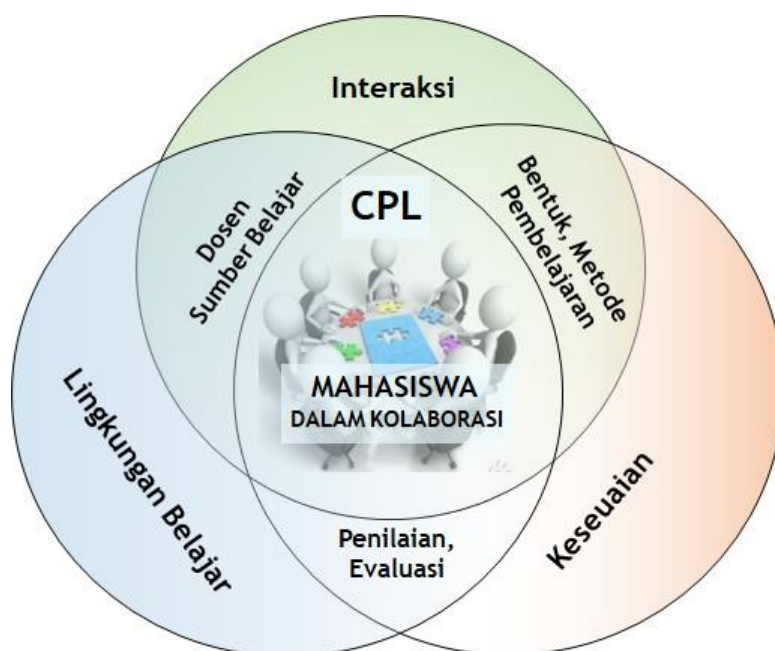 Interaksi
Dosen
Sumber Belajar
CPL
Bentuk, Metode
Pembelajaran
MAHASISWA
DALAM KOLABORASI
Lingkungan Belajar
Penilaian,
Evaluasi
Keseuaian